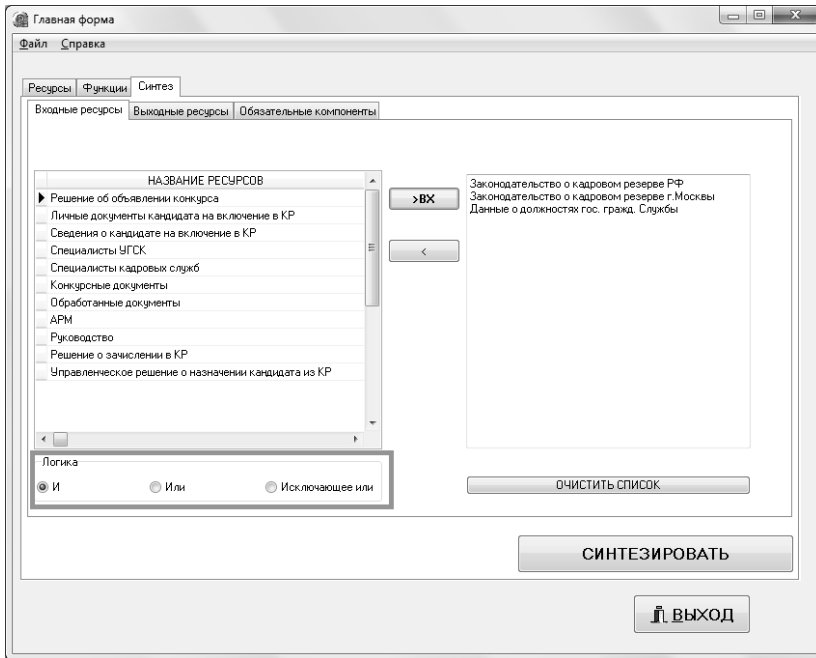 Главная форма
Файл Справка
Ресурсы Функции Синтез
Входные ресурсы Выходные ресурсы Обязательные компоненты
НАЗВАНИЕ РЕСУРСОВ
Решение об объявлении конкурса
Личные документы кандидата на включение в КР
Сведения о кандидате на включение в КР
Специалисты УГСК
Специалисты кадровых служб
Конкурсные документы
Обработанные документы
АРМ
Руководство
Решение о зачислении в КР
Управленческое решение о назначении кандидата из КР
>ВХ
<
Законодательство о кадровом резерве РФ
Законодательство о кадровом резерве г.Москвы
Данные о должностях гос. гражд. Службы
Логика
И Или Исключающее или
ОЧИСТИТЬ СПИСОК
СИНТЕЗИРОВАТЬ
ВЫХОД